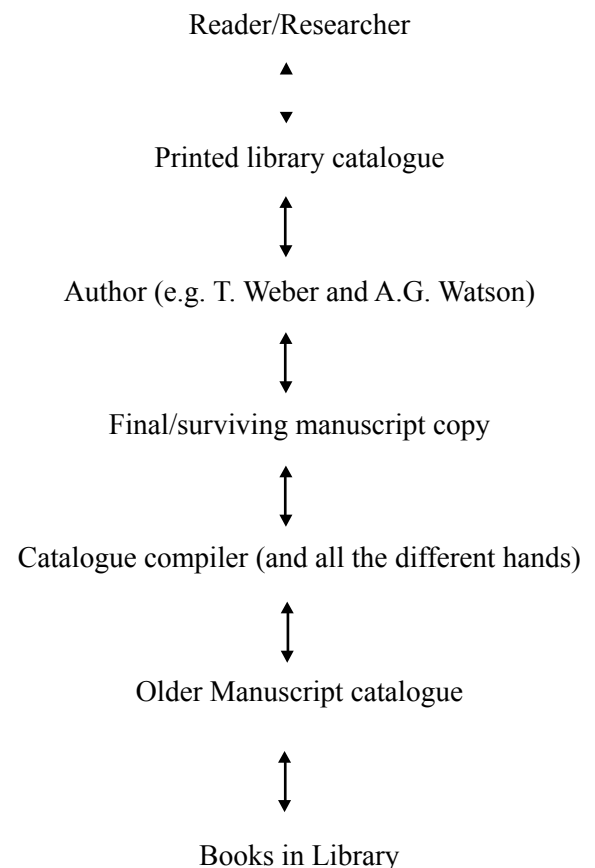 Reader/Researcher
Printed library catalogue
Author (e.g. T. Weber and A.G. Watson)
Final/surviving manuscript copy
Catalogue compiler (and all the different hands)
Older Manuscript catalogue
Books in Library